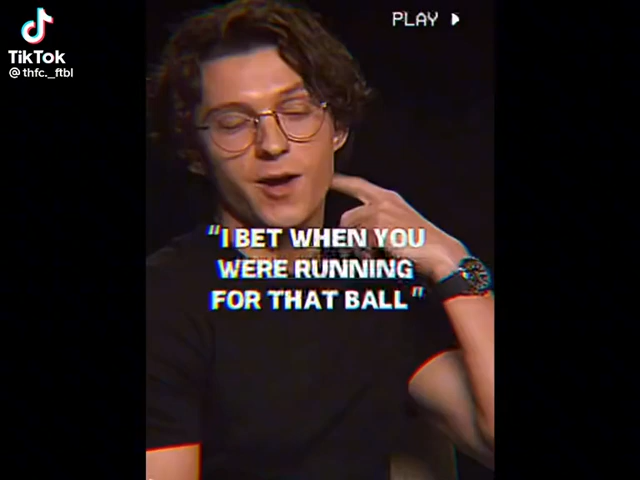 TikTok
@thfc._ftbl
PLAY
"I BET WHEN YOU
WERE RUNNING
FOR THAT BALL"